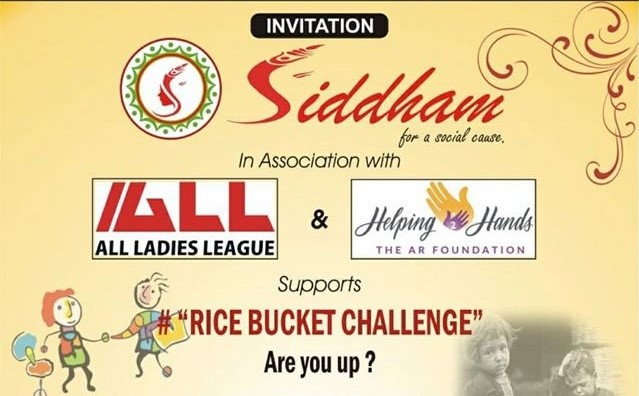 INVITATION
Siddham
for a social cause.
In Association with
ALL
ALL LADIES LEAGUE
&
Helping Hands
THE AR FOUNDATION
Supports
# "RICE BUCKET CHALLENGE"
Are you up ?